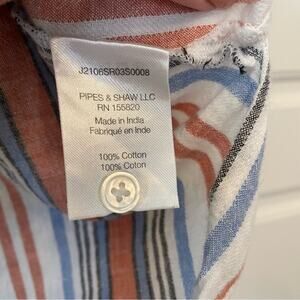 J2106SR03S0008
PIPES & SHAW LLC
RN 155820
Made in India
Fabriqué en Inde
100% Cotton
100% Coton